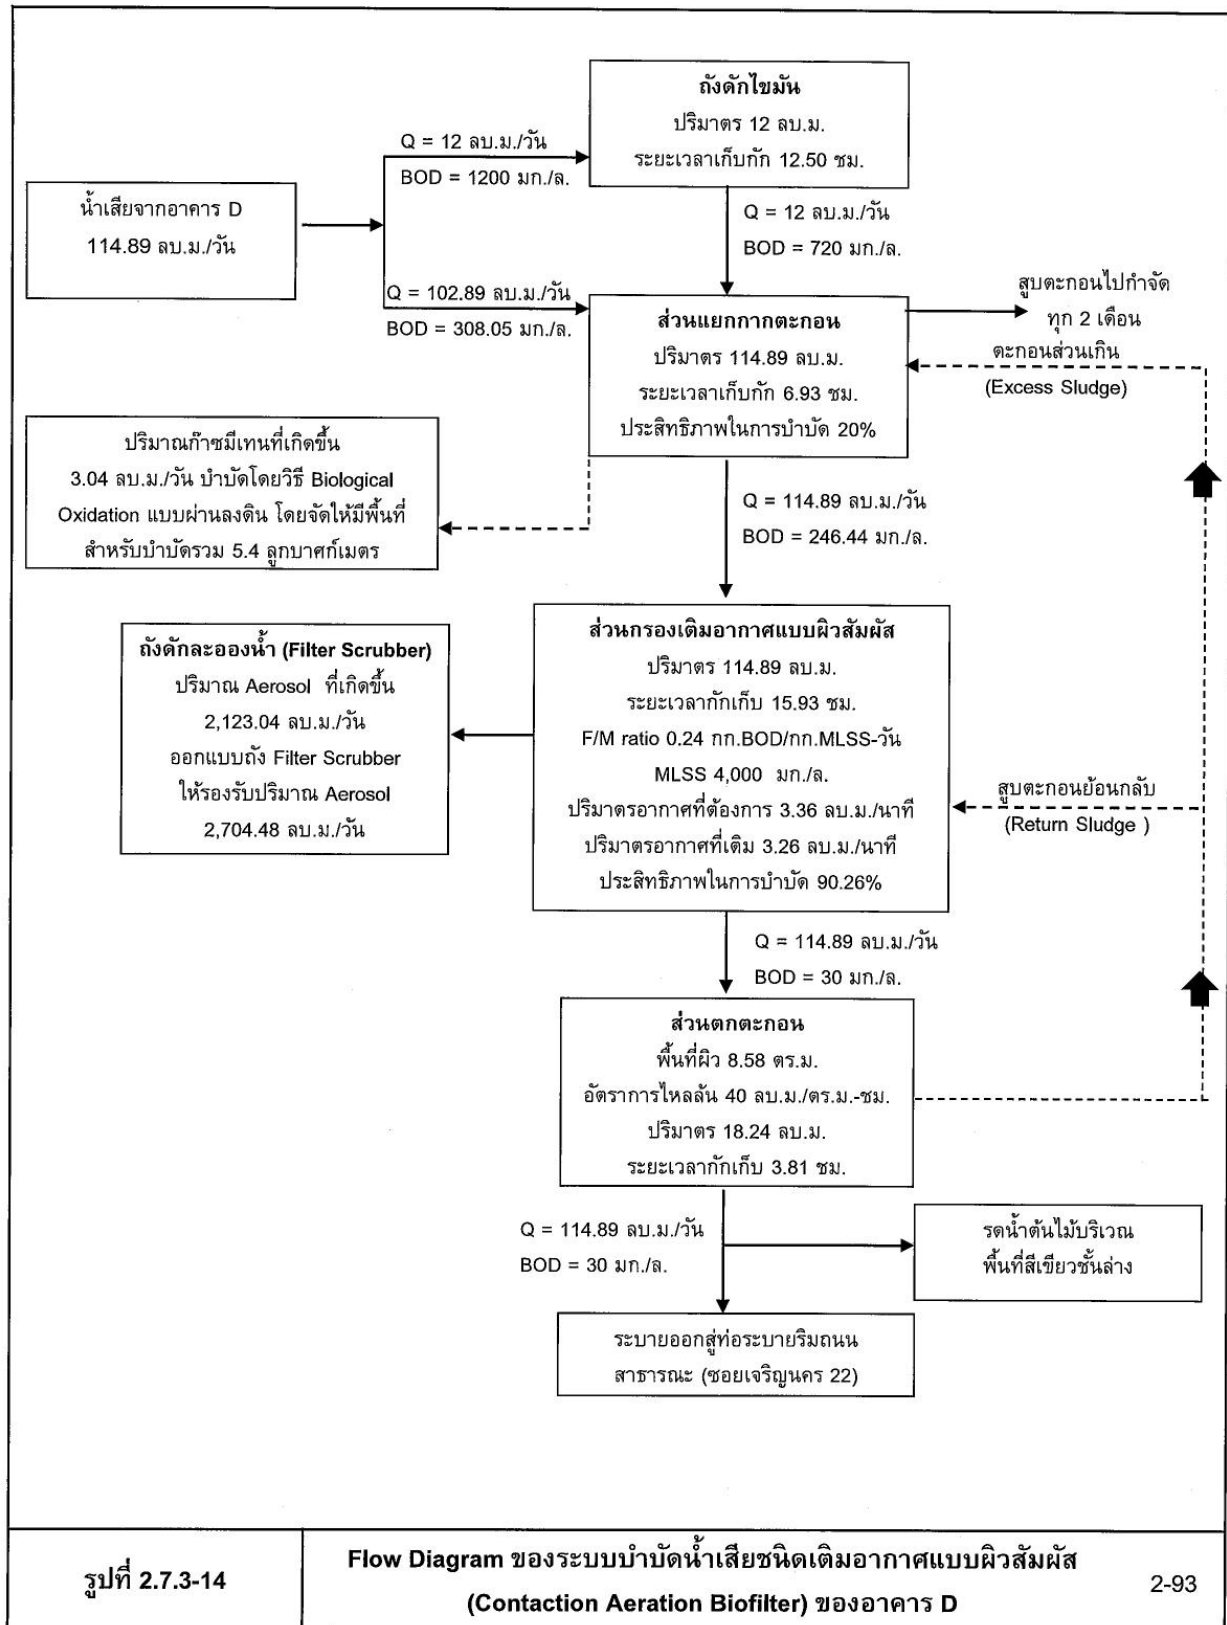 ถังดักไขมัน
ปริมาตร 12 ลบ.ม.
ระยะเวลาเก็บกัก 12.50 ชม.
Q = 12 ลบ.ม./วัน
BOD = 1200 มก./ล.
น้ำเสียจากอาคาร D
114.89 ลบ.ม./วัน
Q = 12 ลบ.ม./วัน
BOD = 720 มก./ล.
Q = 102.89 ลบ.ม./วัน
BOD = 308.05 มก./ล.
ส่วนแยกกากตะกอน
ปริมาตร 114.89 ลบ.ม.
ระยะเวลาเก็บกัก 6.93 ชม.
ประสิทธิภาพในการบำบัด 20%
สูบตะกอนไปกำจัด
ทุก 2 เดือน
ตะกอนส่วนเกิน
(Excess Sludge)
ปริมาณก๊าซมีเทนที่เกิดขึ้น
3.04 ลบ.ม./วัน บำบัดโดยวิธี Biological
Oxidation แบบผ่านลงดิน โดยจัดให้มีพื้นที่
สำหรับบำบัดรวม 5.4 ลูกบาศก์เมตร
Q = 114.89 ลบ.ม./วัน
BOD = 246.44 มก./ล.
ถังดักละอองน้ำ (Filter Scrubber)
ปริมาณ Aerosol ที่เกิดขึ้น
2,123.04 ลบ.ม./วัน
ออกแบบถัง Filter Scrubber
ให้รองรับปริมาณ Aerosol
2,704.48 ลบ.ม./วัน
ส่วนกรองเติมอากาศแบบผิวสัมผัส
ปริมาตร 114.89 ลบ.ม.
ระยะเวลากักเก็บ 15.93 ชม.
F/M ratio 0.24 กก.BOD/กก.MLSS-วัน
MLSS 4,000 มก./ล.
ปริมาตรอากาศที่ต้องการ 3.36 ลบ.ม./นาที
ปริมาตรอากาศที่เติม 3.26 ลบ.ม./นาที
ประสิทธิภาพในการบำบัด 90.26%
สูบตะกอนย้อนกลับ
(Return Sludge )
Q = 114.89 ลบ.ม./วัน
BOD = 30 มก./ล.
ส่วนตกตะกอน
พื้นที่ผิว 8.58 ตร.ม.
อัตราการไหลล้น 40 ลบ.ม./ตร.ม.-ชม.
ปริมาตร 18.24 ลบ.ม.
ระยะเวลากักเก็บ 3.81 ชม.
Q = 114.89 ลบ.ม./วัน
BOD = 30 มก./ล.
รดน้ำต้นไม้บริเวณ
พื้นที่สีเขียวชั้นล่าง
ระบายออกสู่ท่อระบายริมถนน
สาธารณะ (ซอยเจริญนคร 22)
รูปที่ 2.7.3-14
Flow Diagram ของระบบบำบัดน้ำเสียชนิดเติมอากาศแบบผิวสัมผัส
(Contaction Aeration Biofilter) ของอาคาร D
2-93